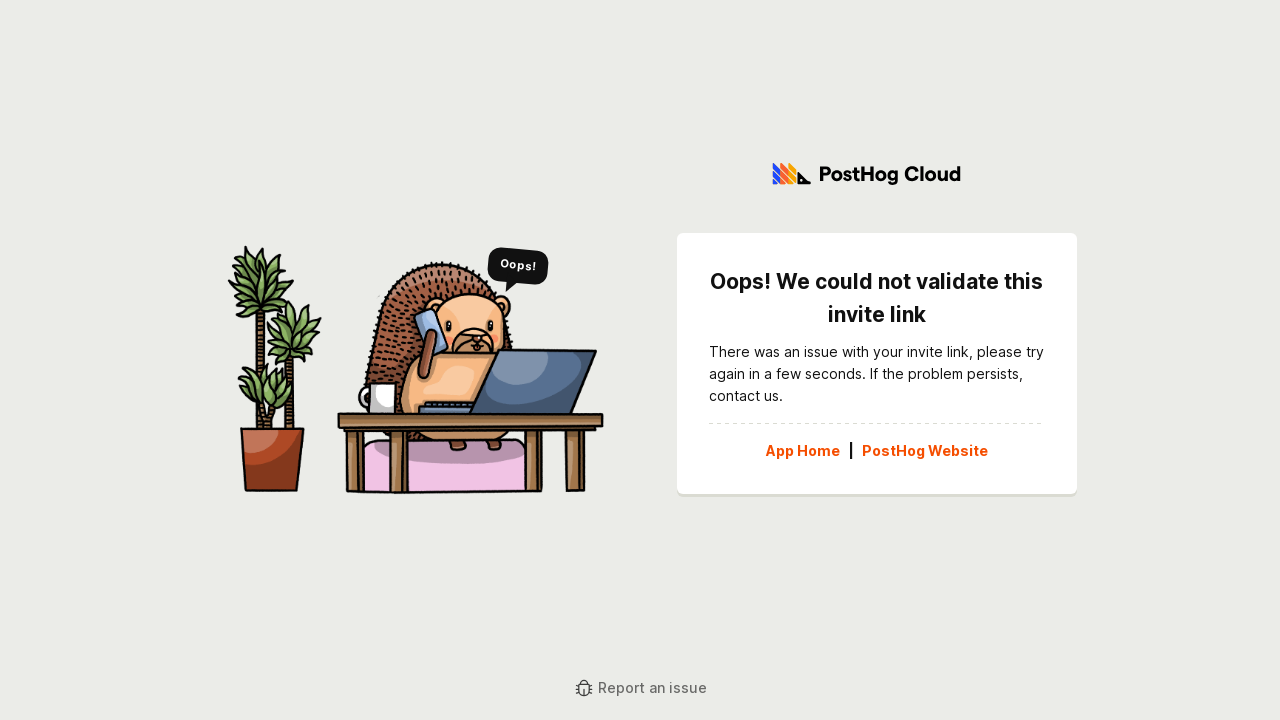 PostHog Cloud
Oops!
Oops! We could not validate this
invite link
There was an issue with your invite link, please try
again in a few seconds. If the problem persists,
contact us.
App Home | PostHog Website
Report an issue